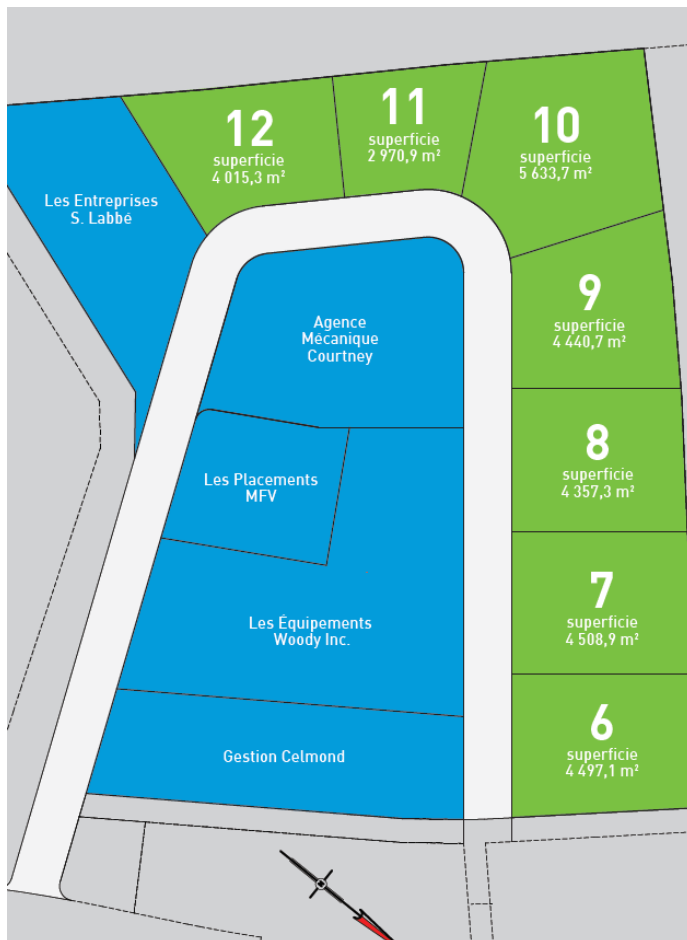 12
superficie
4 015,3 m²
11
superficie
2 970,9 m²
10
superficie
5 633,7 m²
Les Entreprises
S. Labbé
9
superficie
4 440,7 m²
Agence
Mécanique
Courtney
8
superficie
4 357,3 m²
Les Placements
MFV
7
superficie
4 508,9 m²
Les Équipements
Woody Inc.
6
superficie
4 497,1 m²
Gestion Celmond